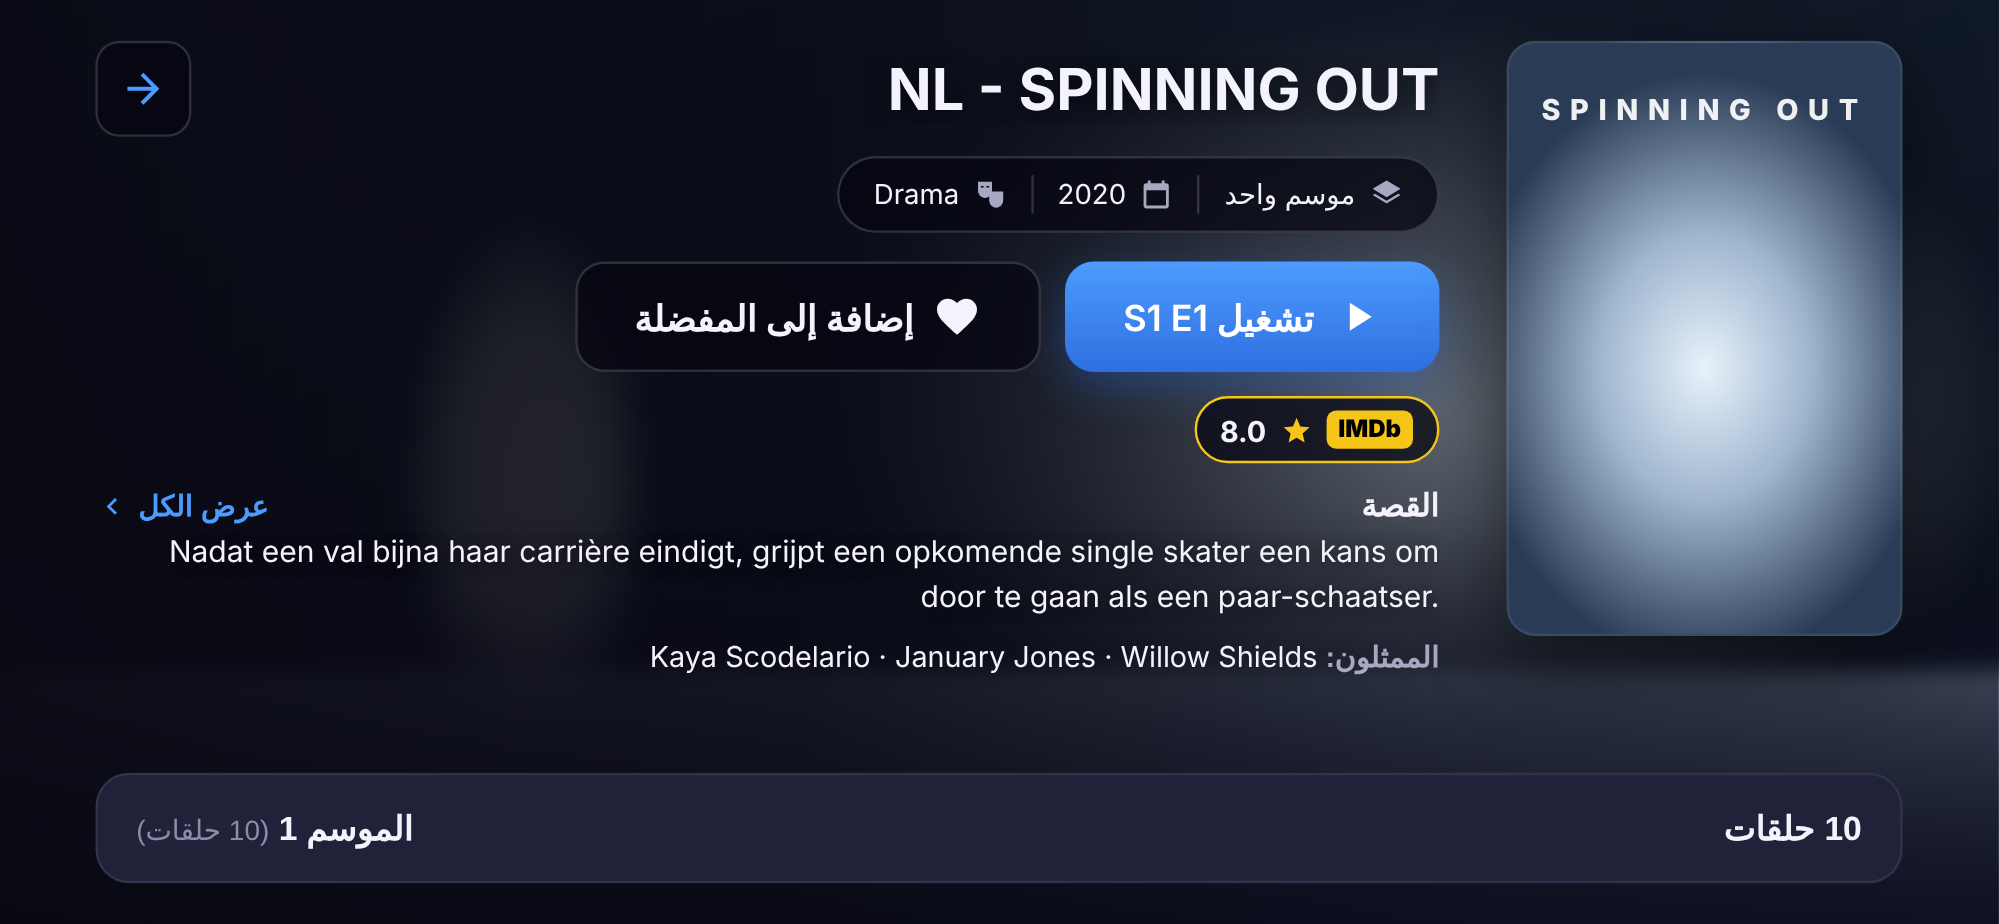 SPINNING OUT
NL - SPINNING OUT
موسم واحد
2020
Drama
تشغيل S1 E1
إضافة إلى المفضلة
IMDb 8.0
القصة
عرض الكل
Nadat een val bijna haar carrière eindigt, grijpt een opkomende single skater een kans om
door te gaan als een paar-schaatser.
الممثلون: Kaya Scodelario · January Jones · Willow Shields
10 حلقات
الموسم 1 (10 حلقات)